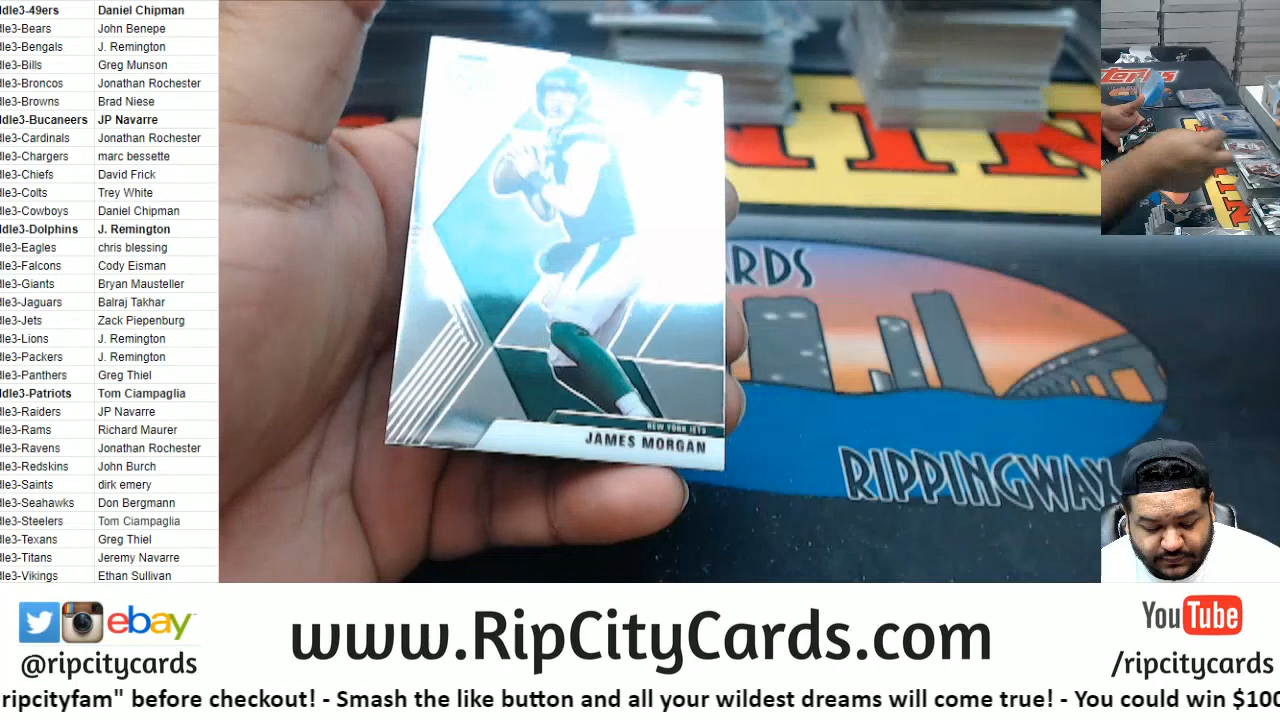 ddle3-49ers Daniel Chipman
dle3-Bears John Benepe
dle3-Bengals J. Remington
dle3-Bills Greg Munson
dle3-Broncos Jonathan Rochester
dle3-Browns Brad Niese
ddle3-Bucaneers JP Navarre
dle3-Cardinals Jonathan Rochester
dle3-Chargers marc bessette
dle3-Chiefs David Frick
dle3-Colts Trey White
dle3-Cowboys Daniel Chipman
ddle3-Dolphins J. Remington
dle3-Eagles chris blessing
dle3-Falcons Cody Eisman
dle3-Giants Bryan Mausteller
dle3-Jaguars Balraj Takhar
dle3-Jets Zack Piepenburg
dle3-Lions J. Remington
dle3-Packers J. Remington
dle3-Panthers Greg Thiel
ddle3-Patriots Tom Ciampaglia
dle3-Raiders JP Navarre
dle3-Rams Richard Maurer
dle3-Ravens Jonathan Rochester
dle3-Redskins John Burch
dle3-Saints dirk emery
dle3-Seahawks Don Bergmann
dle3-Steelers Tom Ciampaglia
dle3-Texans Greg Thiel
dle3-Titans Jeremy Navarre
dle3-Vikings Ethan Sullivan
NEW YORK JETS
JAMES MORGAN
NIN
ARDS
RIPPINGWAX
Topps
ebay
@ripcitycards
www.RipCityCards.com
YouTube
/ripcitycards
ripcityfam" before checkout! - Smash the like button and all your wildest dreams will come true! - You could win $100